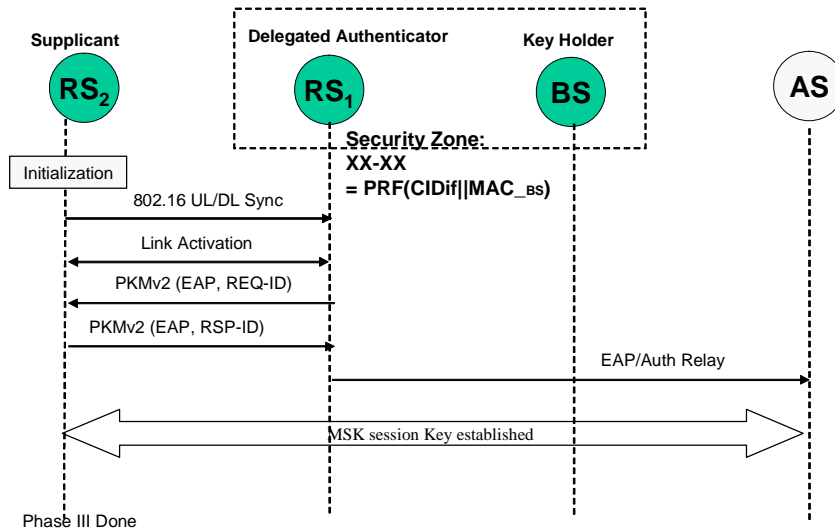 Supplicant
Delegated Authenticator
Key Holder
RS2
RS1
BS
AS
Security Zone:
XX-XX
= PRF(CIDif||MAC_BS)
Initialization
802.16 UL/DL Sync
Link Activation
PKMv2 (EAP, REQ-ID)
PKMv2 (EAP, RSP-ID)
EAP/Auth Relay
MSK session Key established
Phase III Done